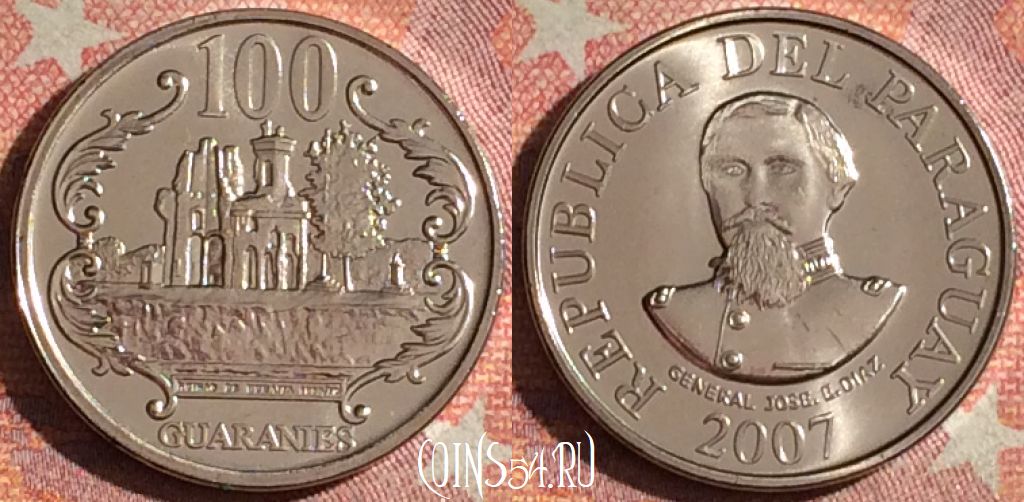 100
GUARANIES
REPUBLICA DEL PARAGUAY
GENERAL JOSE. E. DIAZ
2007
COINS54.RU